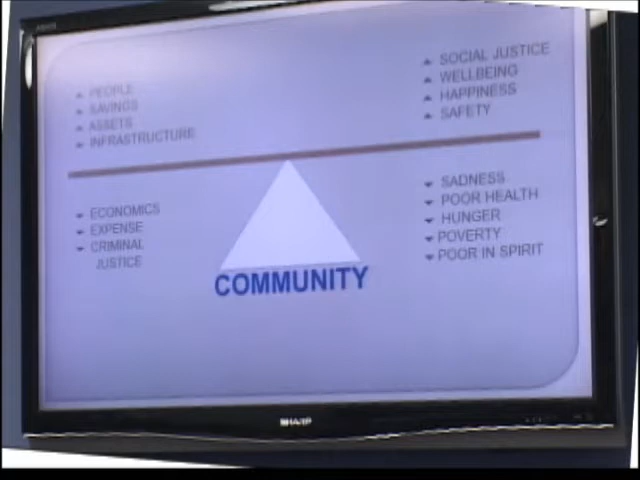 PEOPLE
SAVINGS
ASSETS
INFRASTRUCTURE
SOCIAL JUSTICE
WELLBEING
HAPPINESS
SAFETY
ECONOMICS
EXPENSE
CRIMINAL
JUSTICE
SADNESS
POOR HEALTH
HUNGER
POVERTY
POOR IN SPIRIT
COMMUNITY
SHARP